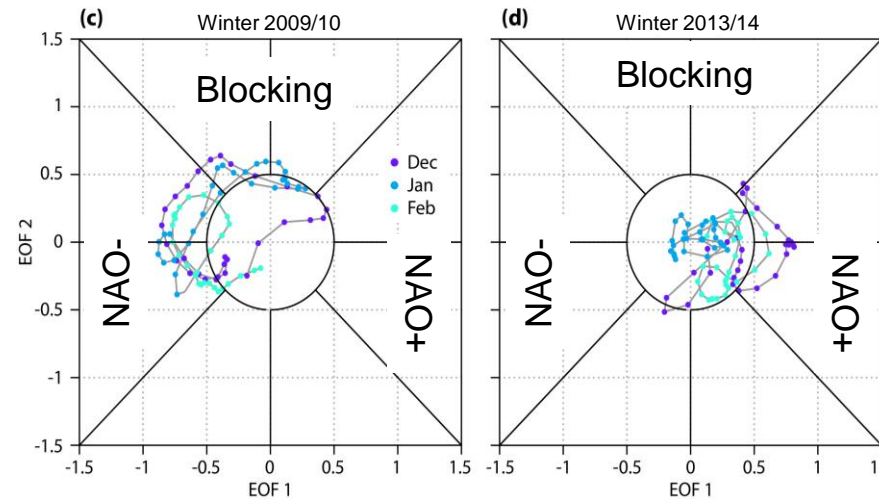 (c) Winter 2009/10
1.5
1
0.5
0
-0.5
-1
-1.5
EOF 2
Blocking
NAO-
NAO+
Dec
Jan
Feb
-1.5 -1 -0.5 0 0.5 1 1.5
EOF 1
(d) Winter 2013/14
Blocking
NAO-
NAO+
-1.5 -1 -0.5 0 0.5 1
EOF 1